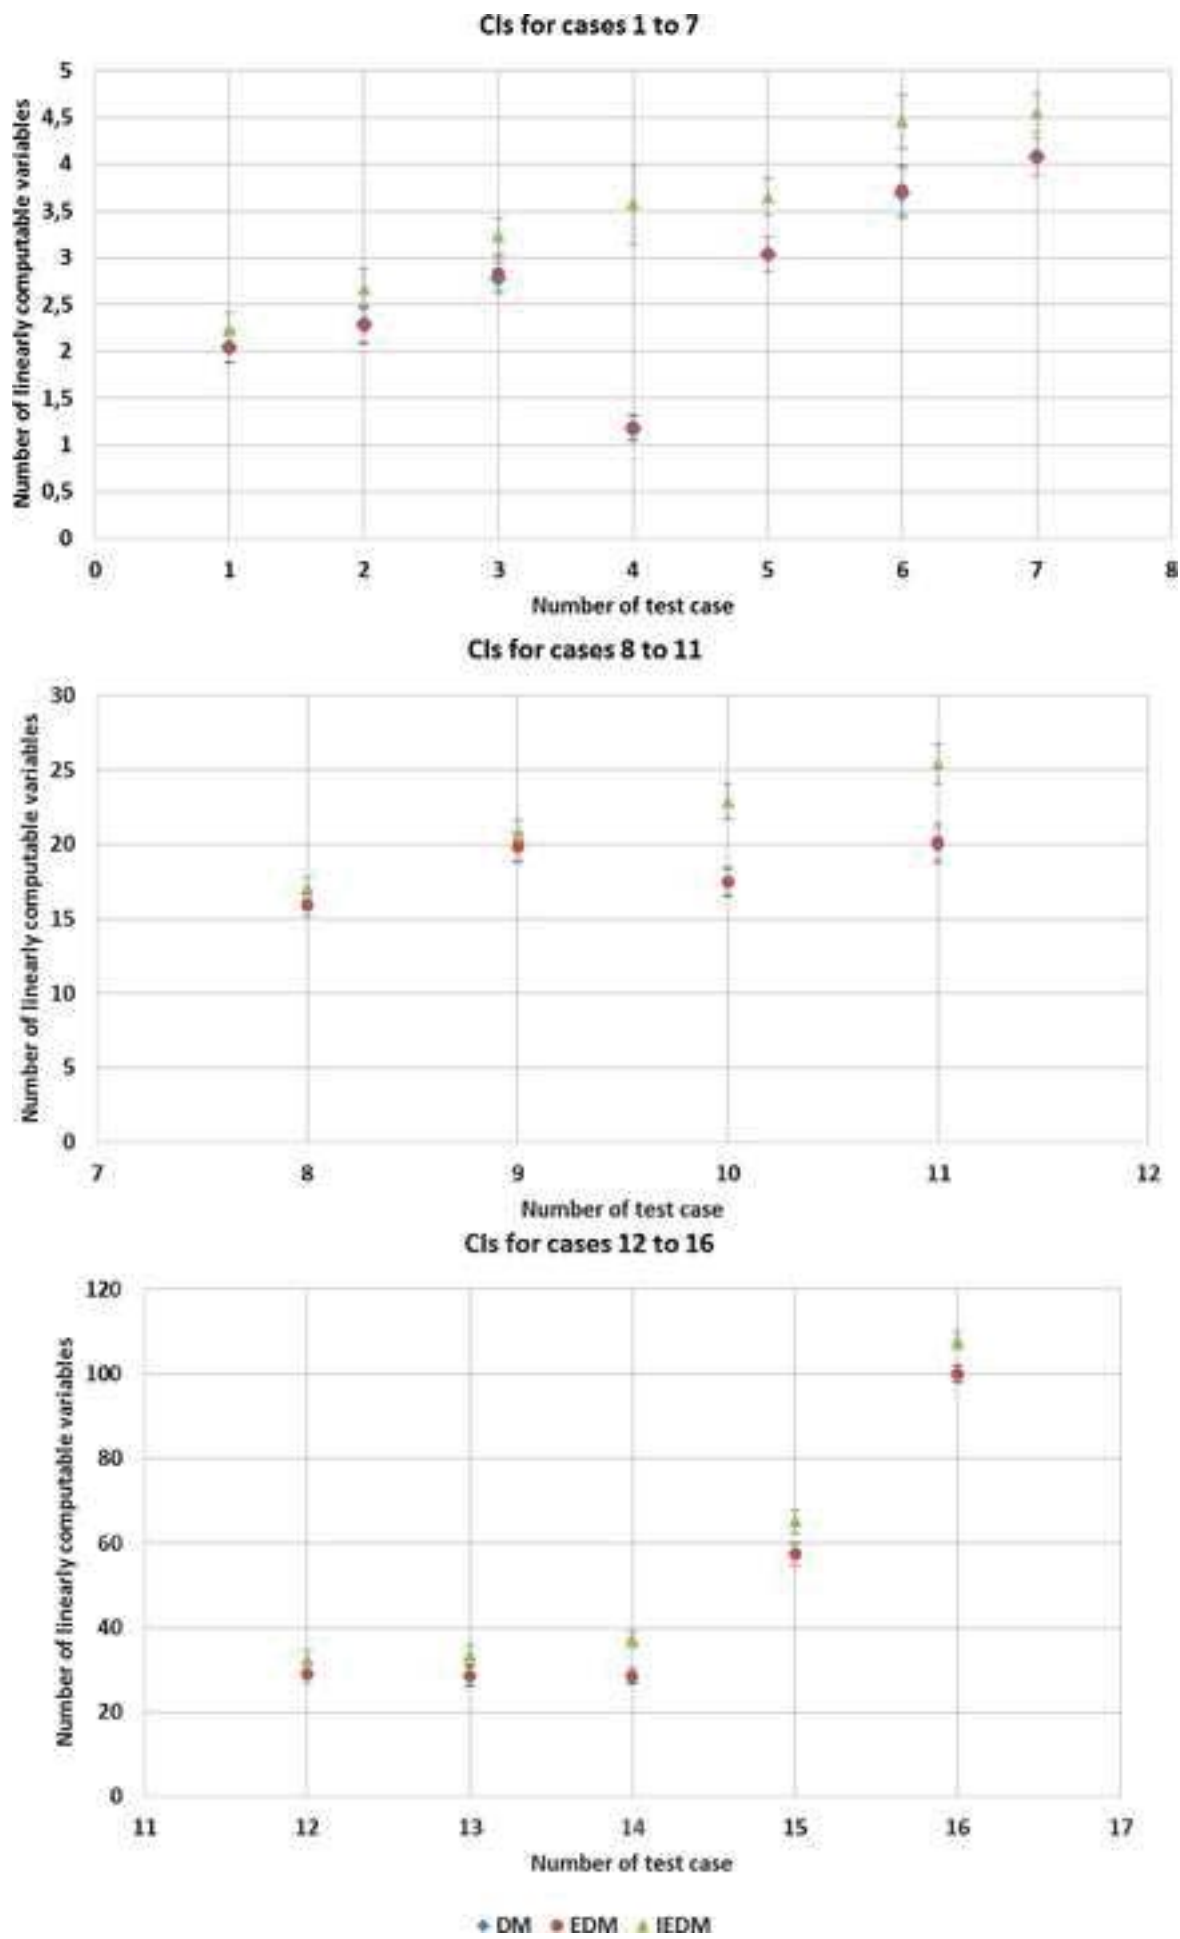 CIs for cases 1 to 7
Number of linearly computable variables
5
4,5
4
3,5
3
2,5
2
1,5
1
0,5
0
0 1 2 3 4 5 6 7 8
Number of test case
CIs for cases 8 to 11
Number of linearly computable variables
30
25
20
15
10
5
0
7 8 9 10 11 12
Number of test case
CIs for cases 12 to 16
Number of linearly computable variables
120
100
80
60
40
20
0
11 12 13 14 15 16 17
Number of test case
DM EDM IEDM